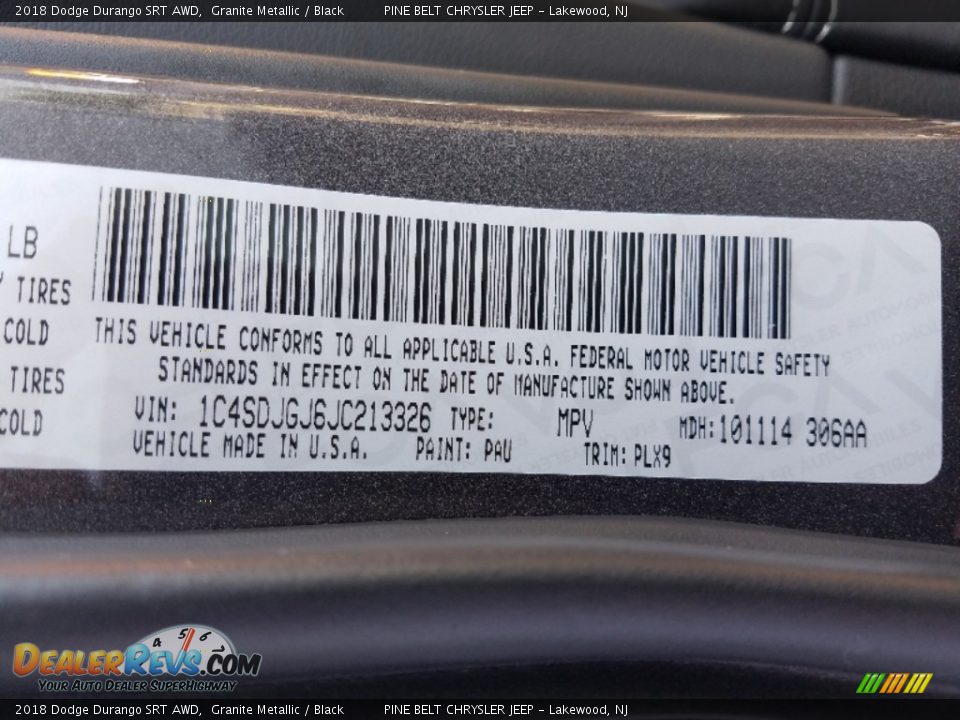 2018 Dodge Durango SRT AWD, Granite Metallic / Black PINE BELT CHRYSLER JEEP - Lakewood, NJ
LB
TIRES
COLD
TIRES
COLD
THIS VEHICLE CONFORMS TO ALL APPLICABLE U.S.A. FEDERAL MOTOR VEHICLE SAFETY
STANDARDS IN EFFECT ON THE DATE OF MANUFACTURE SHOWN ABOVE.
VIN: 1C4SDJGJ6JC213326 TYPE: MPV MDH:101114 306AA
VEHICLE MADE IN U.S.A. PAINT: PAU TRIM: PLX9
4 5 6
DEALERREVS.COM
YOUR AUTO DEALER SUPERHIGHWAY
2018 Dodge Durango SRT AWD, Granite Metallic / Black PINE BELT CHRYSLER JEEP - Lakewood, NJ